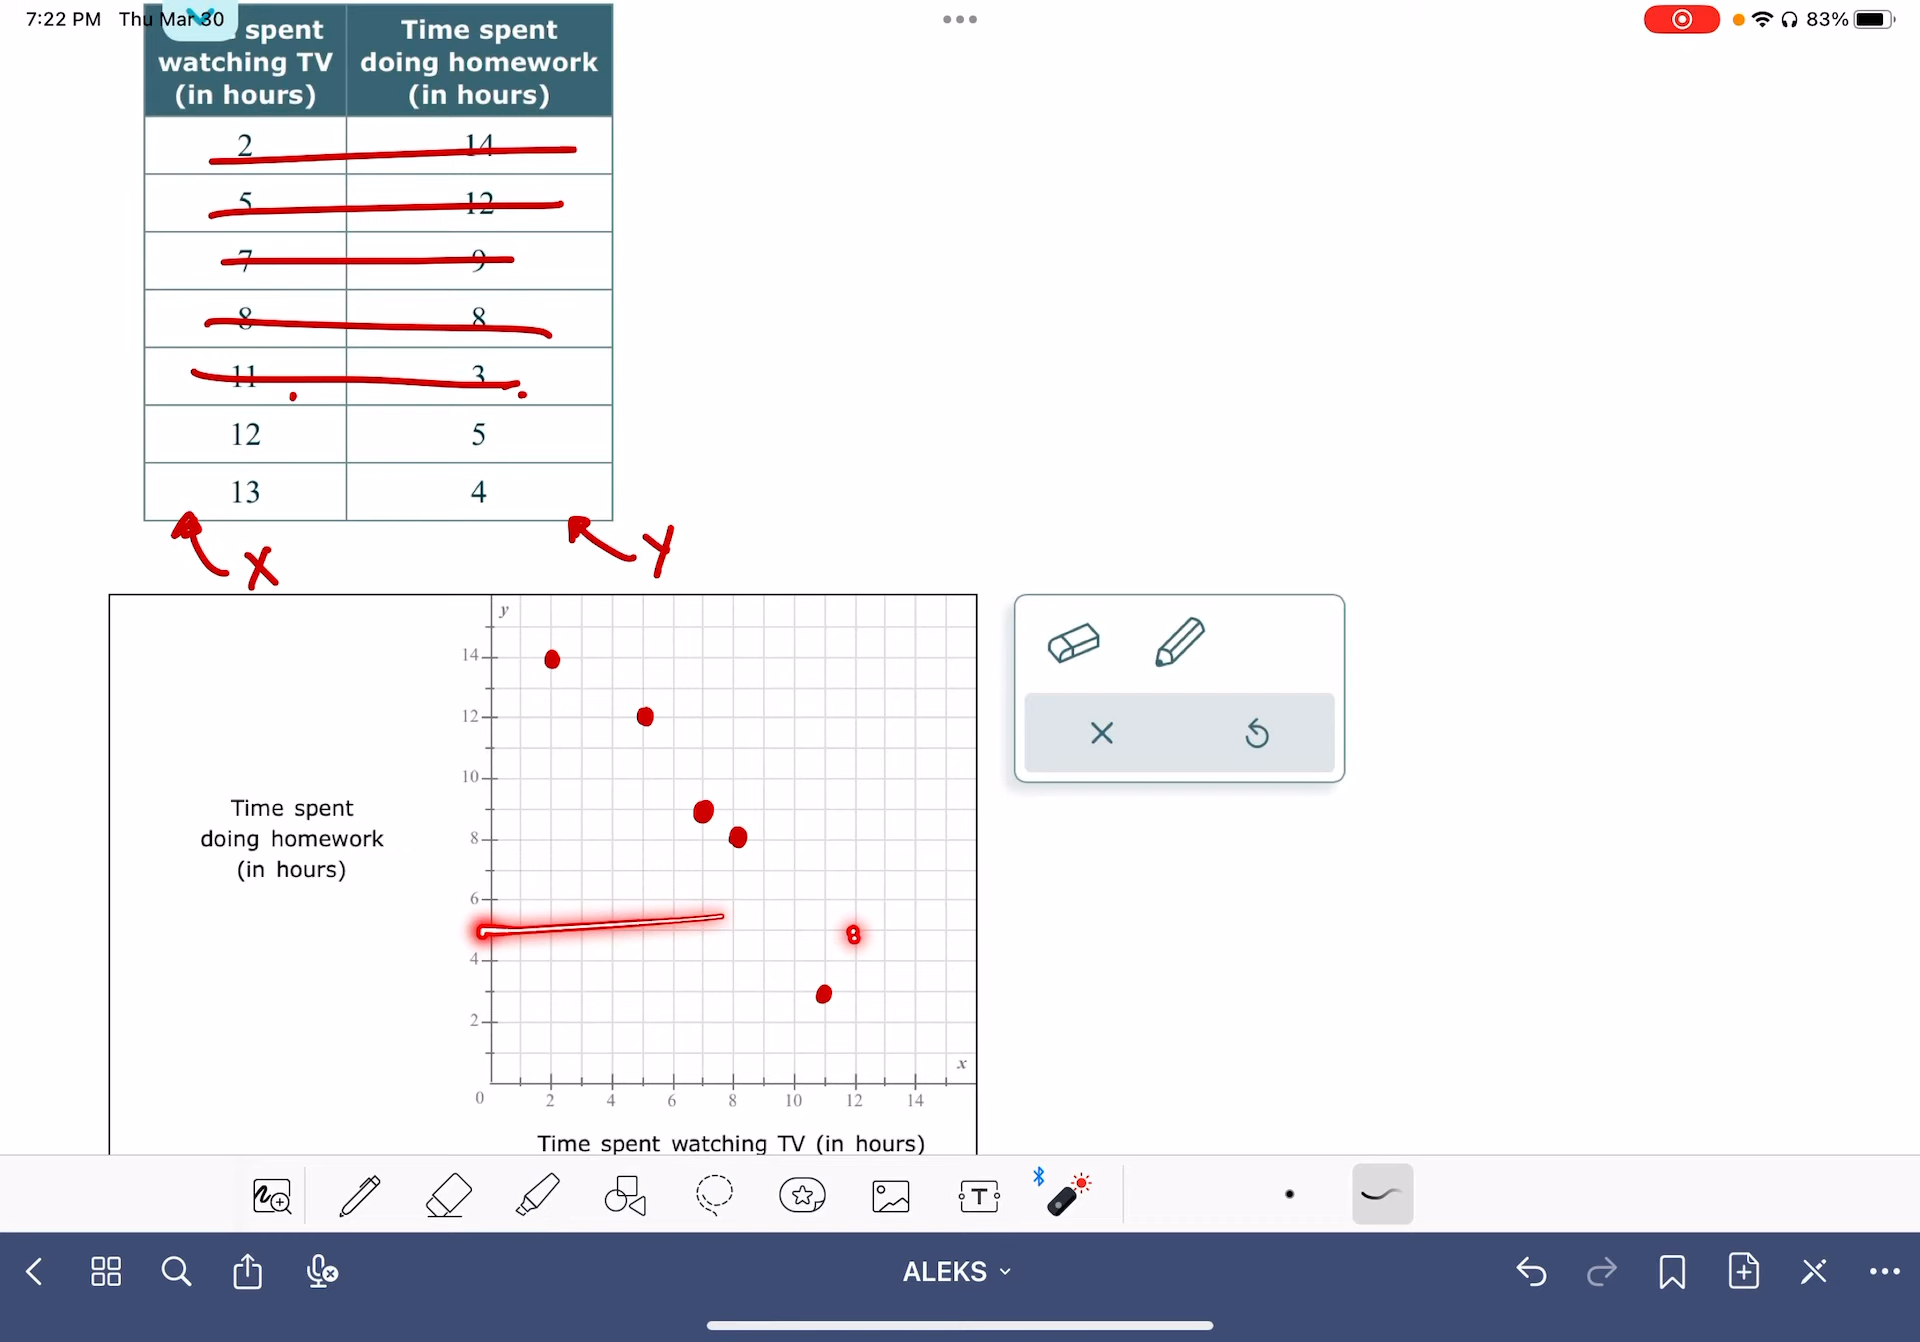 7:22 PM Thu Mar 30
83%
spent
watching TV
(in hours)
Time spent
doing homework
(in hours)
2 14
5 12
7 9
8 8
11 3
12 5
13 4
X
Y
y
14
12
10
8
6
4
2
x
0 2 4 6 8 10 12 14
Time spent
doing homework
(in hours)
Time spent watching TV (in hours)
T
ALEKS